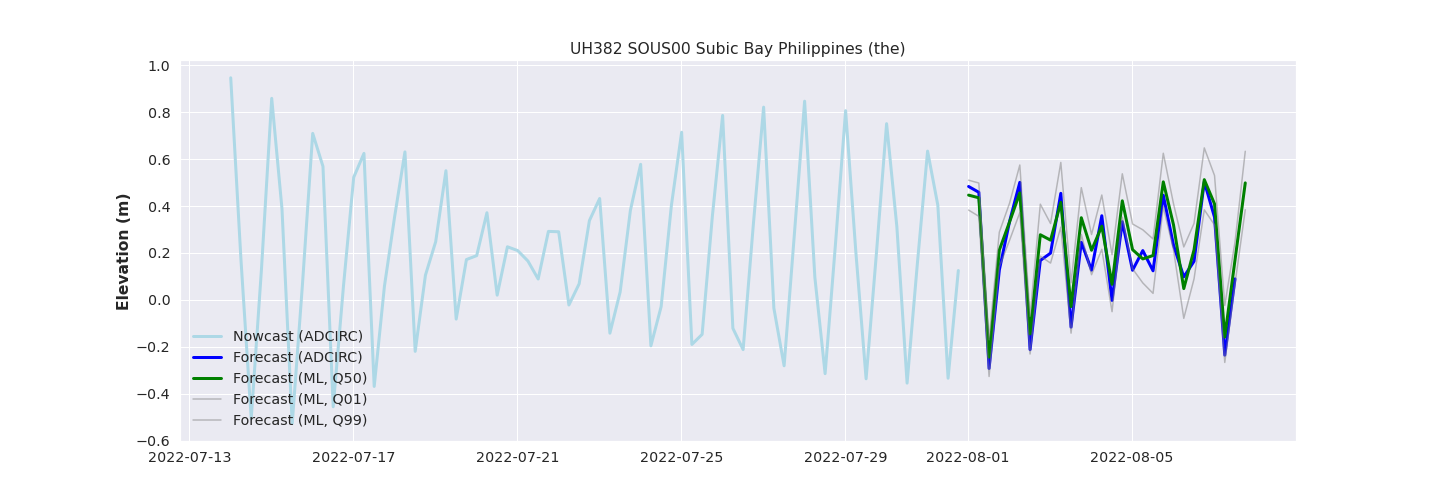 UH382 SOUS00 Subic Bay Philippines (the)
1.0
0.8
0.6
0.4
0.2
0.0
−0.2
−0.4
−0.6
Elevation (m)
Nowcast (ADCIRC)
Forecast (ADCIRC)
Forecast (ML, Q50)
Forecast (ML, Q01)
Forecast (ML, Q99)
2022-07-13 2022-07-17 2022-07-21 2022-07-25 2022-07-29 2022-08-01 2022-08-05